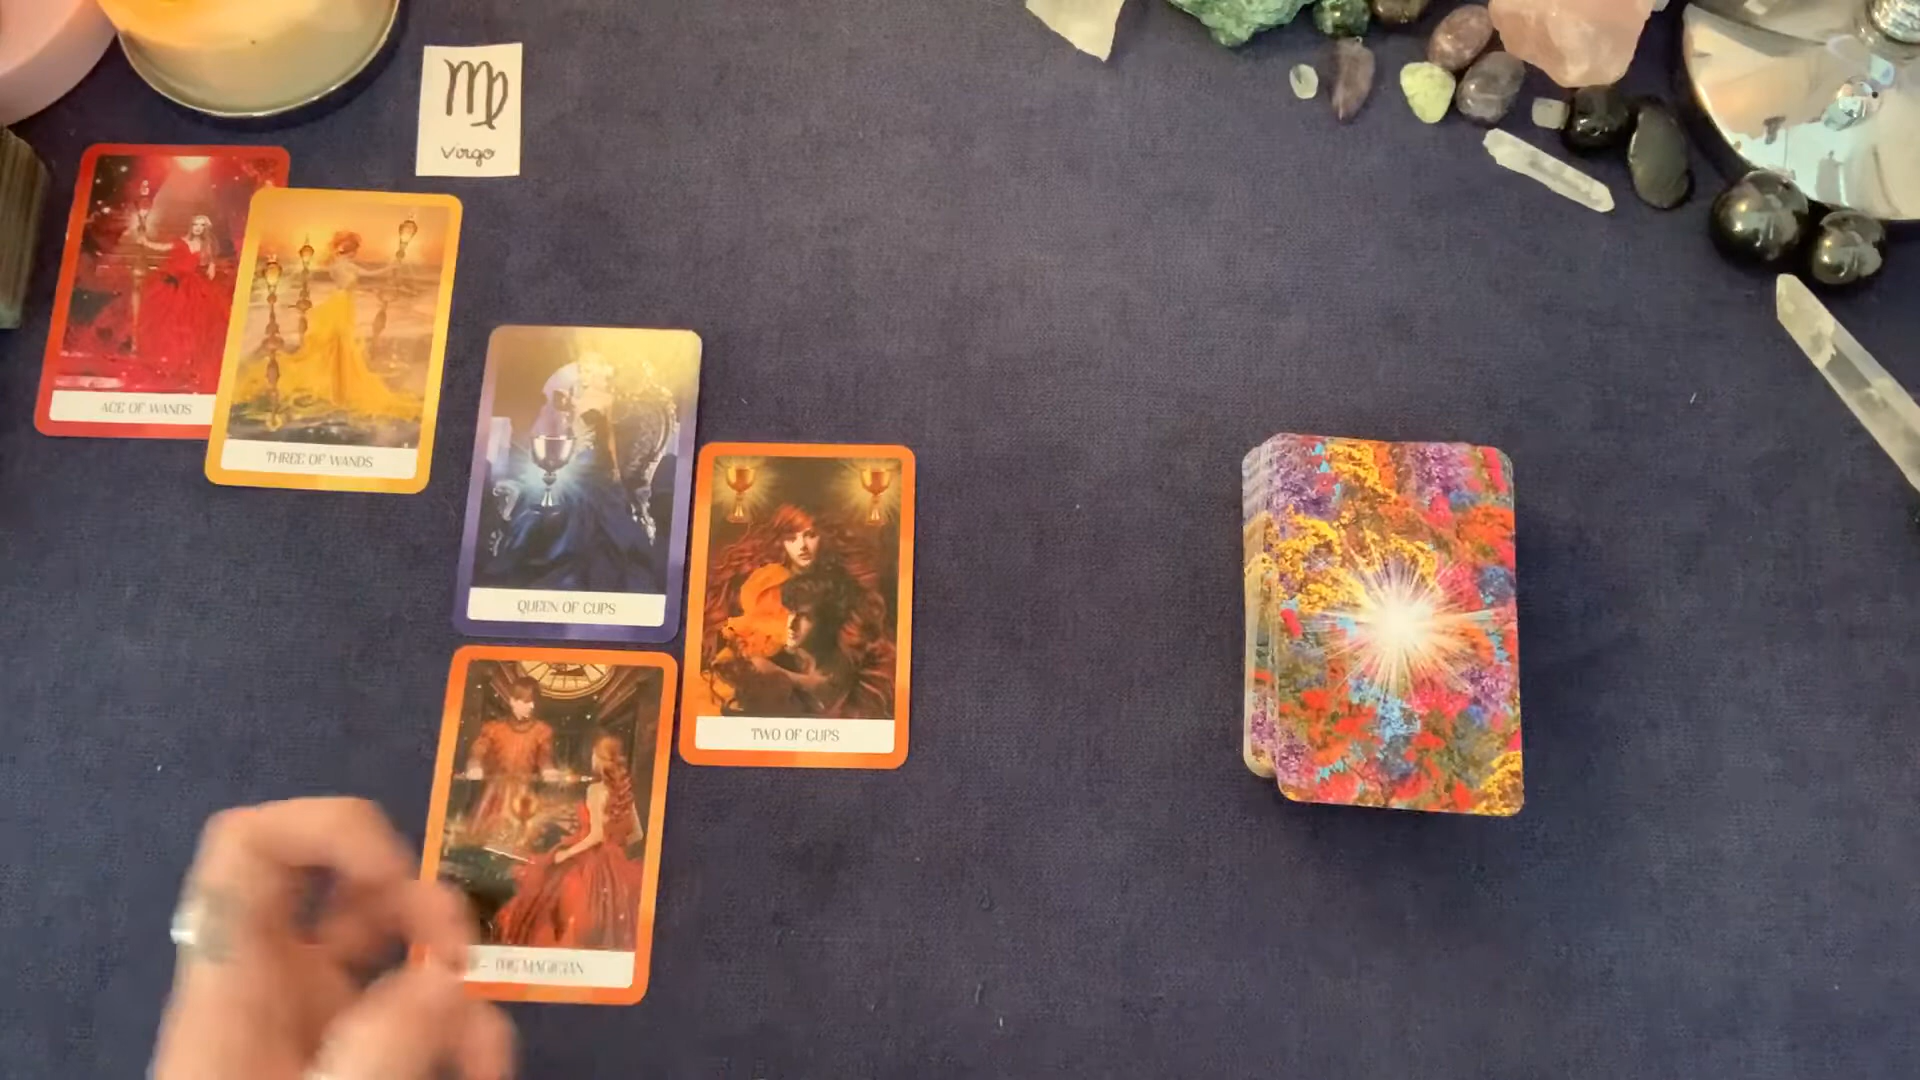 virgo
ACE OF WANDS
THREE OF WANDS
QUEEN OF CUPS
TWO OF CUPS
– THE MAGICIAN